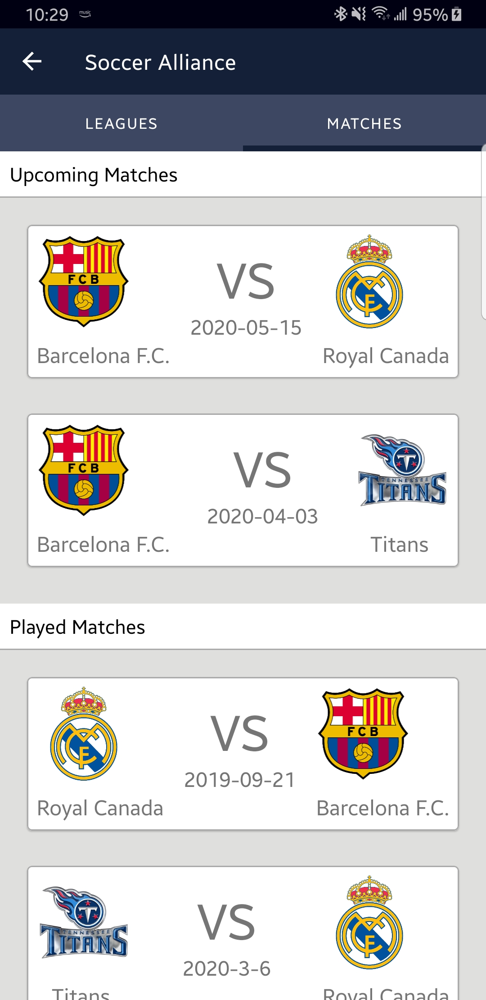 10:29 music 95%
Soccer Alliance
LEAGUES MATCHES
Upcoming Matches
FCB
VS
2020-05-15
Barcelona F.C. Royal Canada
FCB
VS
T
TENNESSEE
TITANS
2020-04-03
Barcelona F.C. Titans
Played Matches
VS
FCB
2019-09-21
Royal Canada Barcelona F.C.
T
TENNESSEE
TITANS
VS
2020-3-6
Titans Royal Canada